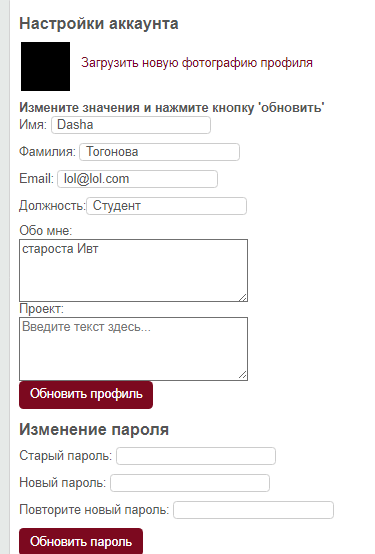 Настройки аккаунта
Загрузить новую фотографию профиля
Измените значения и нажмите кнопку 'обновить'
Имя: Dasha
Фамилия: Тогонова
Email: lol@lol.com
Должность: Студент
Обо мне:
староста Ивт
Проект:
Введите текст здесь...
Обновить профиль
Изменение пароля
Старый пароль:
Новый пароль:
Повторите новый пароль:
Обновить пароль